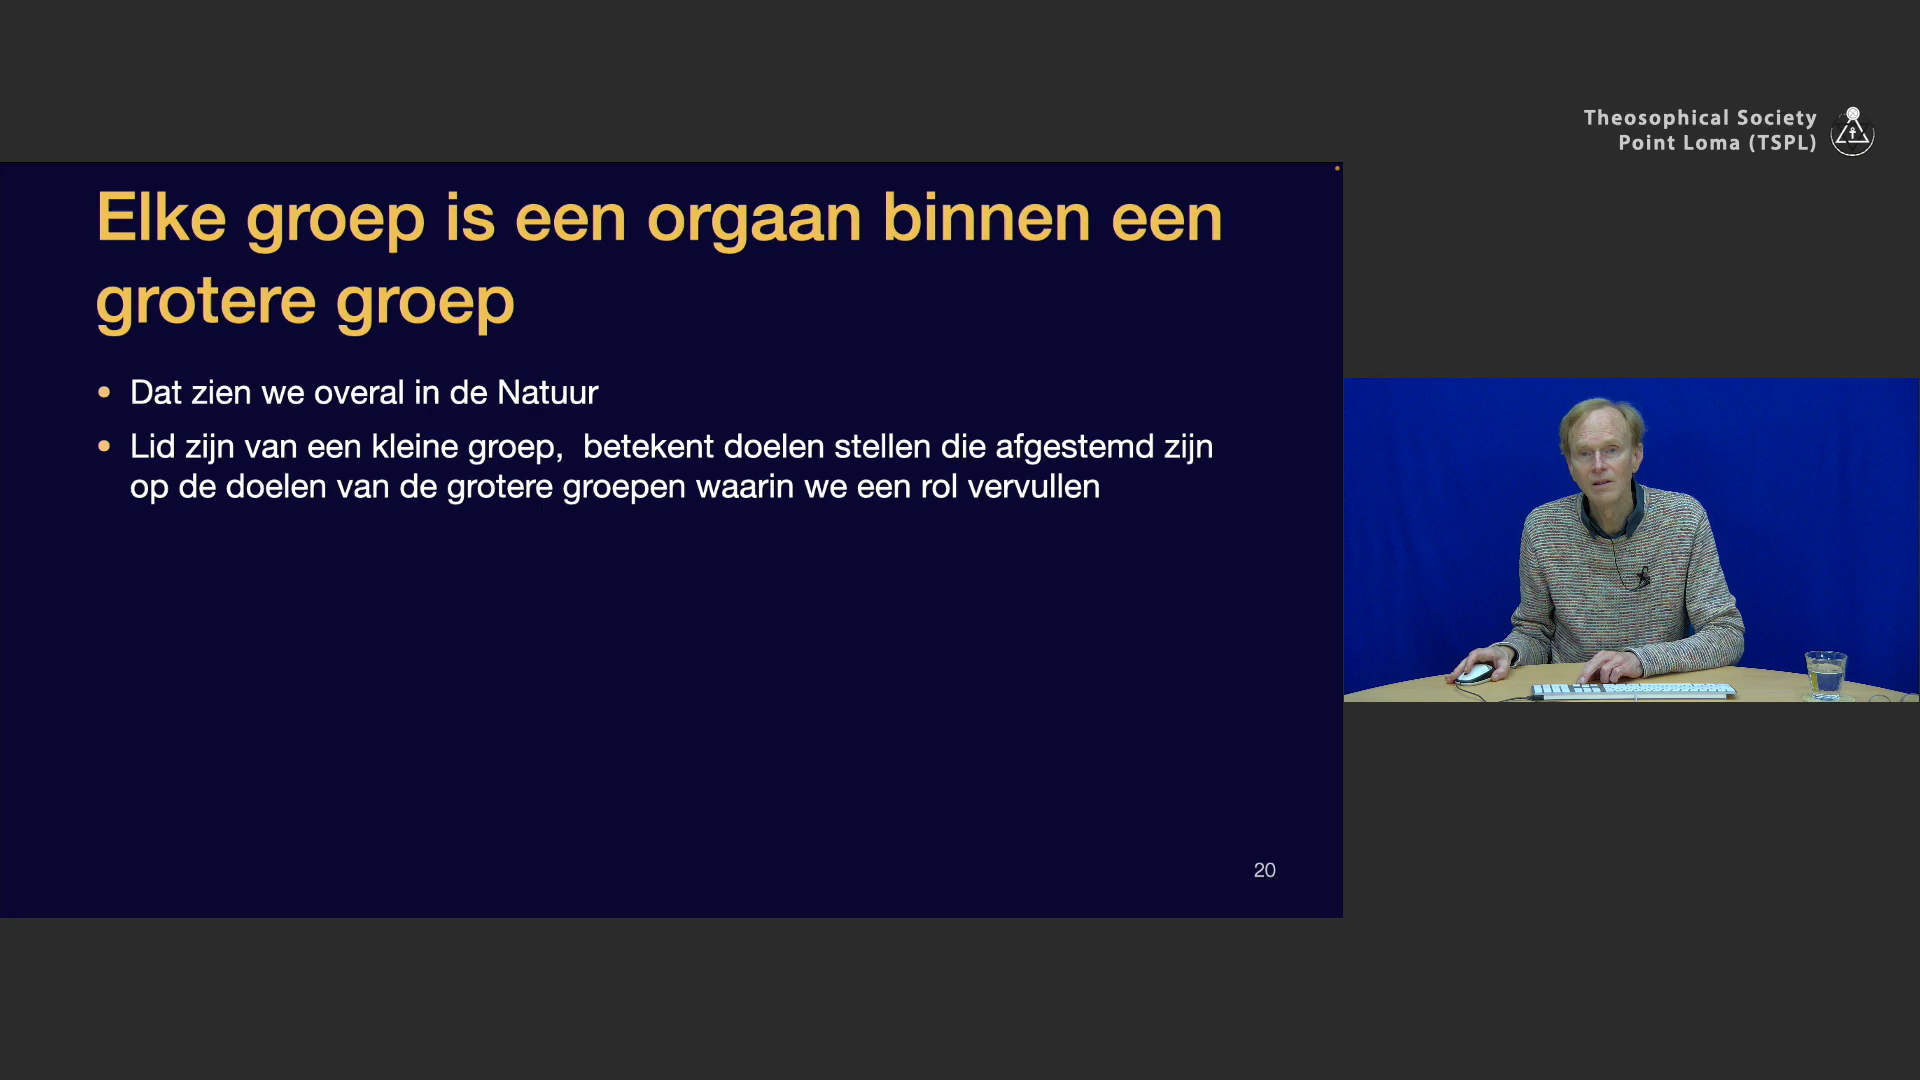 Theosophical Society
Point Loma (TSPL)
Elke groep is een orgaan binnen een
grotere groep
• Dat zien we overal in de Natuur
• Lid zijn van een kleine groep,  betekent doelen stellen die afgestemd zijn
op de doelen van de grotere groepen waarin we een rol vervullen
20